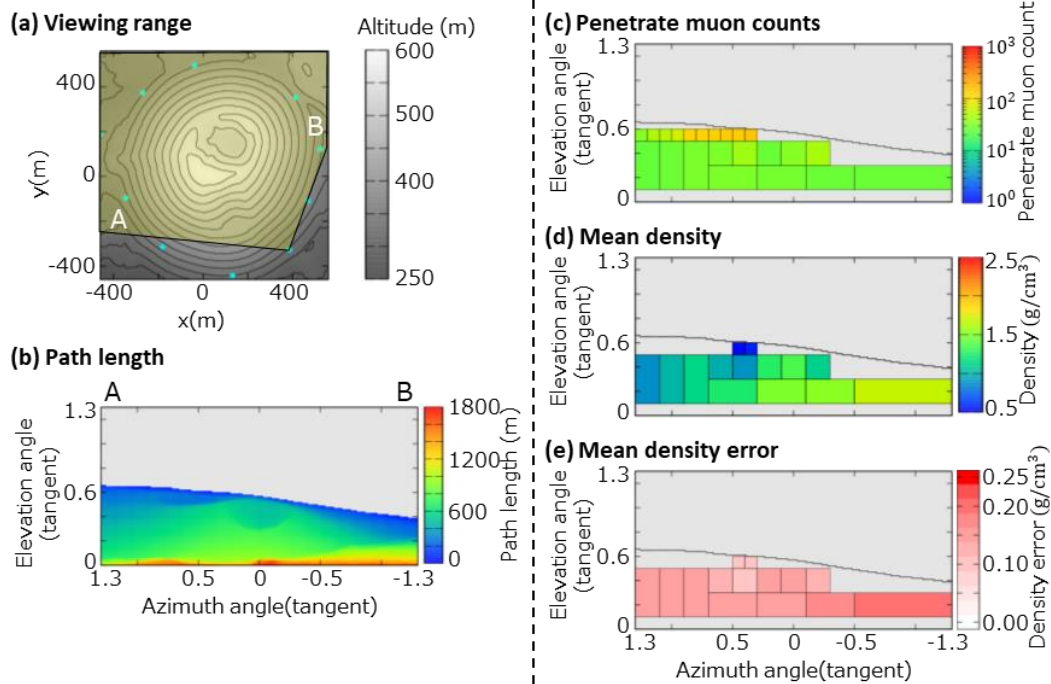 (a) Viewing range
Altitude (m)
600
500
400
250
400
0
-400
y(m)
-400
0
400
x(m)
A
B
(b) Path length
A
B
1.3
0.6
0
Elevation angle
(tangent)
1.3
0.5
0
-0.5
-1.3
Azimuth angle(tangent)
1800
1200
600
0
Path length (m)
(c) Penetrate muon counts
1.3
0.6
0
Elevation angle
(tangent)
10³
10²
10¹
10⁰
Penetrate muon count
(d) Mean density
1.3
0.6
0
Elevation angle
(tangent)
2.5
1.5
0.5
Density (g/cm³)
(e) Mean density error
1.3
0.6
0
Elevation angle
(tangent)
1.3
0.5
0
-0.5
-1.3
Azimuth angle(tangent)
0.25
0.20
0.10
0.00
Density error (g/cm³)